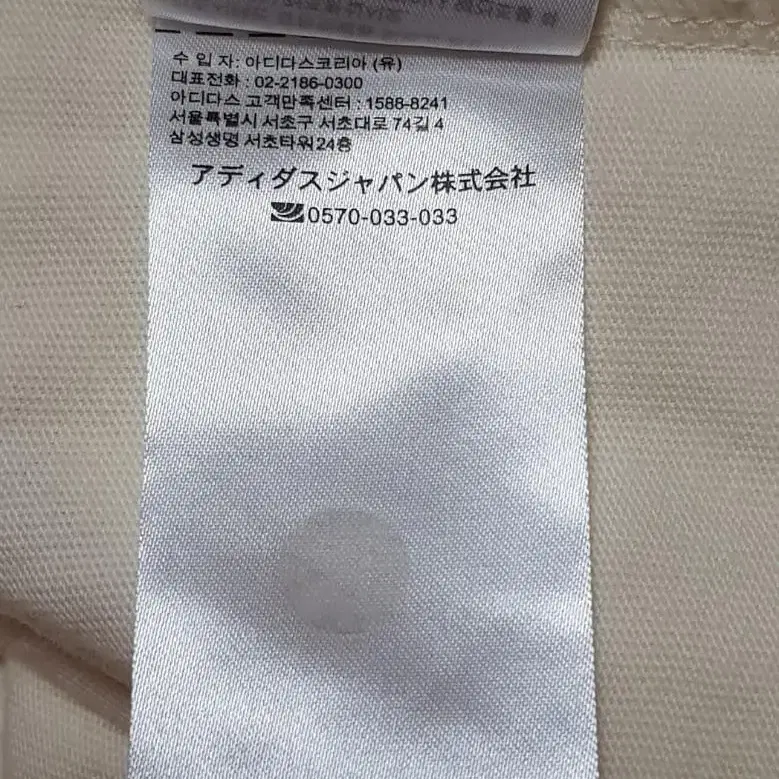 수 입 자: 아디다스코리아 (유)
대표전화 : 02-2186-0300
아디다스 고객만족센터 : 1588-8241
서울특별시 서초구 서초대로 74길 4
삼성생명 서초타워24층
アディダスジャパン株式会社
0570-033-033